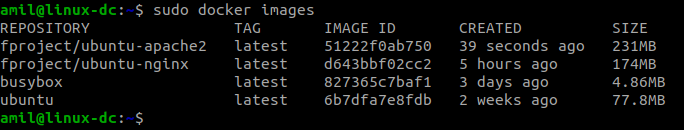 amil@linux-dc:~$ sudo docker images
REPOSITORY TAG IMAGE ID CREATED SIZE
fproject/ubuntu-apache2 latest 51222f0ab750 39 seconds ago 231MB
fproject/ubuntu-nginx latest d643bbf02cc2 5 hours ago 174MB
busybox latest 827365c7baf1 3 days ago 4.86MB
ubuntu latest 6b7dfa7e8fdb 2 weeks ago 77.8MB
amil@linux-dc:~$